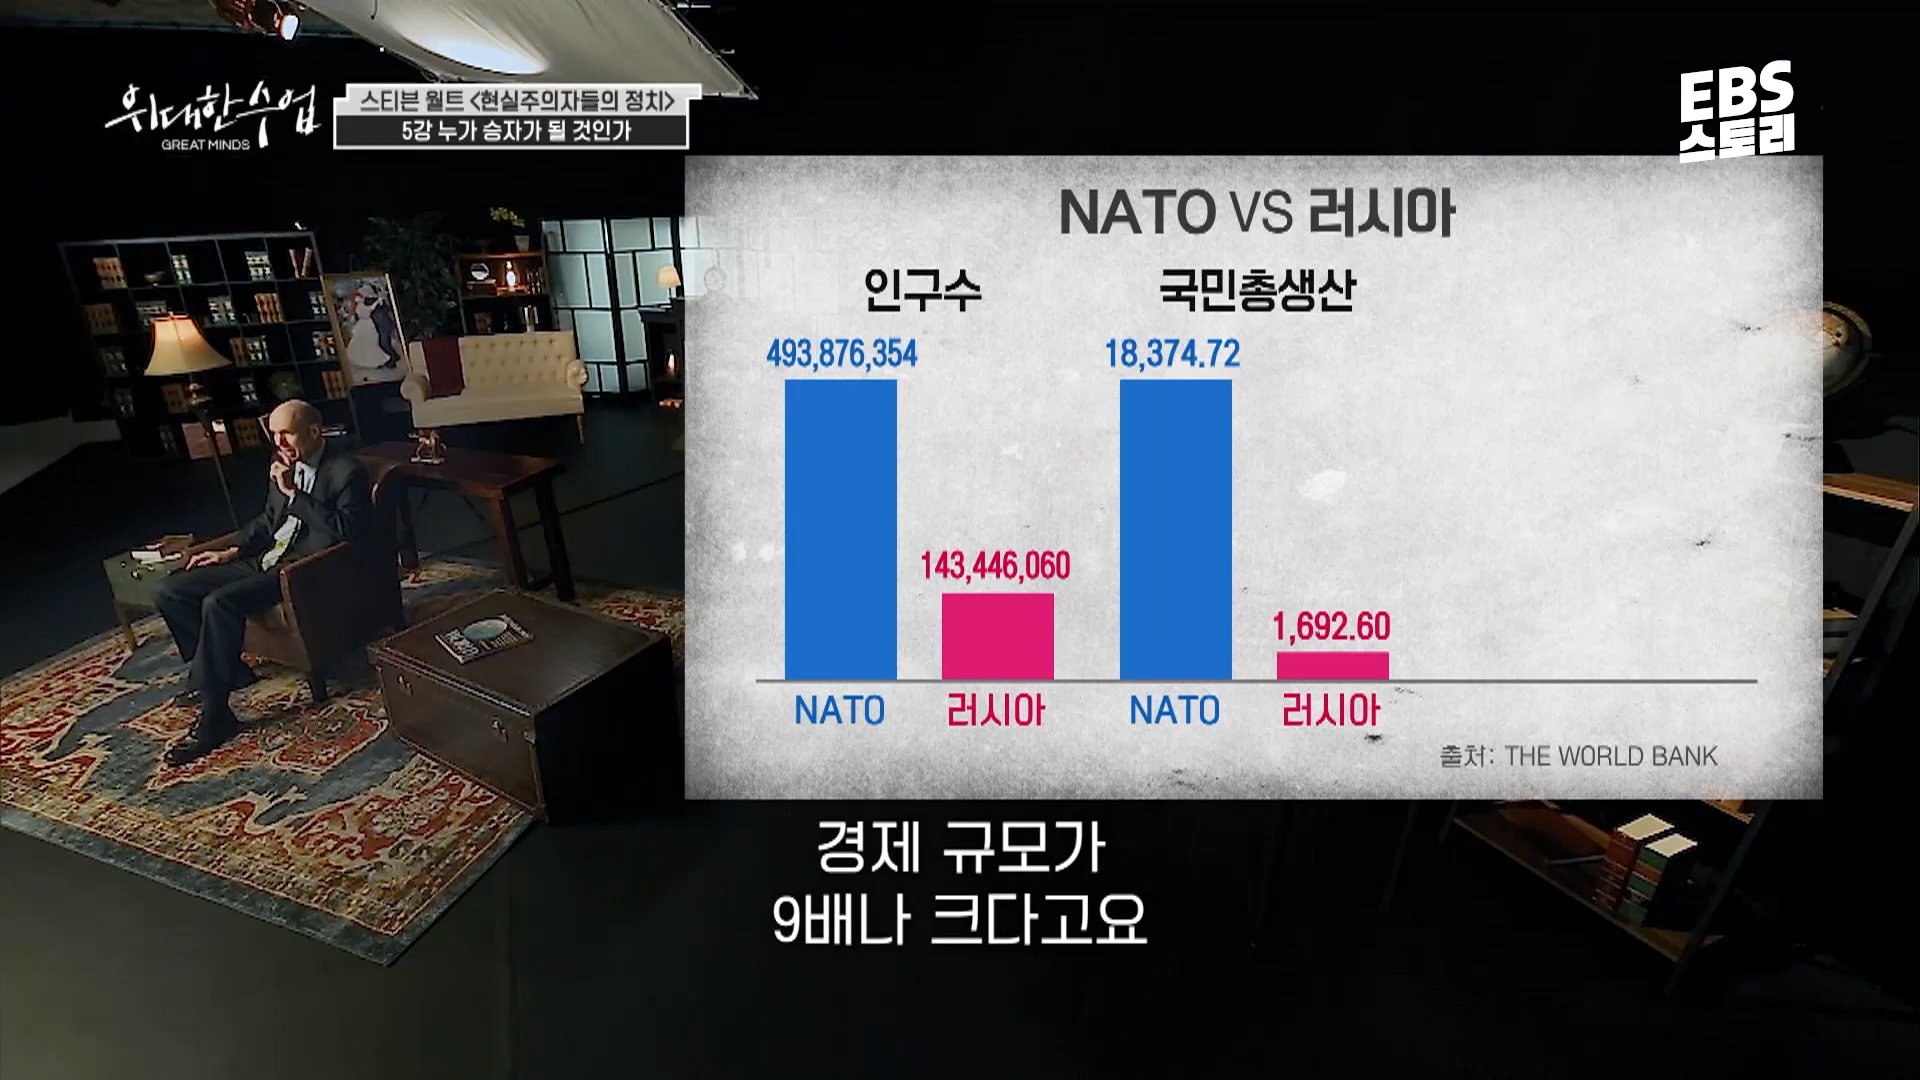 위대한 수업
GREAT MINDS
스티븐 월트 <현실주의자들의 정치>
5강 누가 승자가 될 것인가
EBS
스토리
NATO VS 러시아
인구수 국민총생산
493,876,354 18,374.72
143,446,060 1,692.60
NATO 러시아 NATO 러시아
출처: THE WORLD BANK
경제 규모가
9배나 크다고요